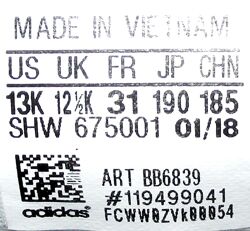 MADE IN VIETNAM
US UK FR JP CHN
13K 12½K 31 190 185
SHW 675001 01/18
ART BB6839
#119499041
adidas FCWW0ZVk00054